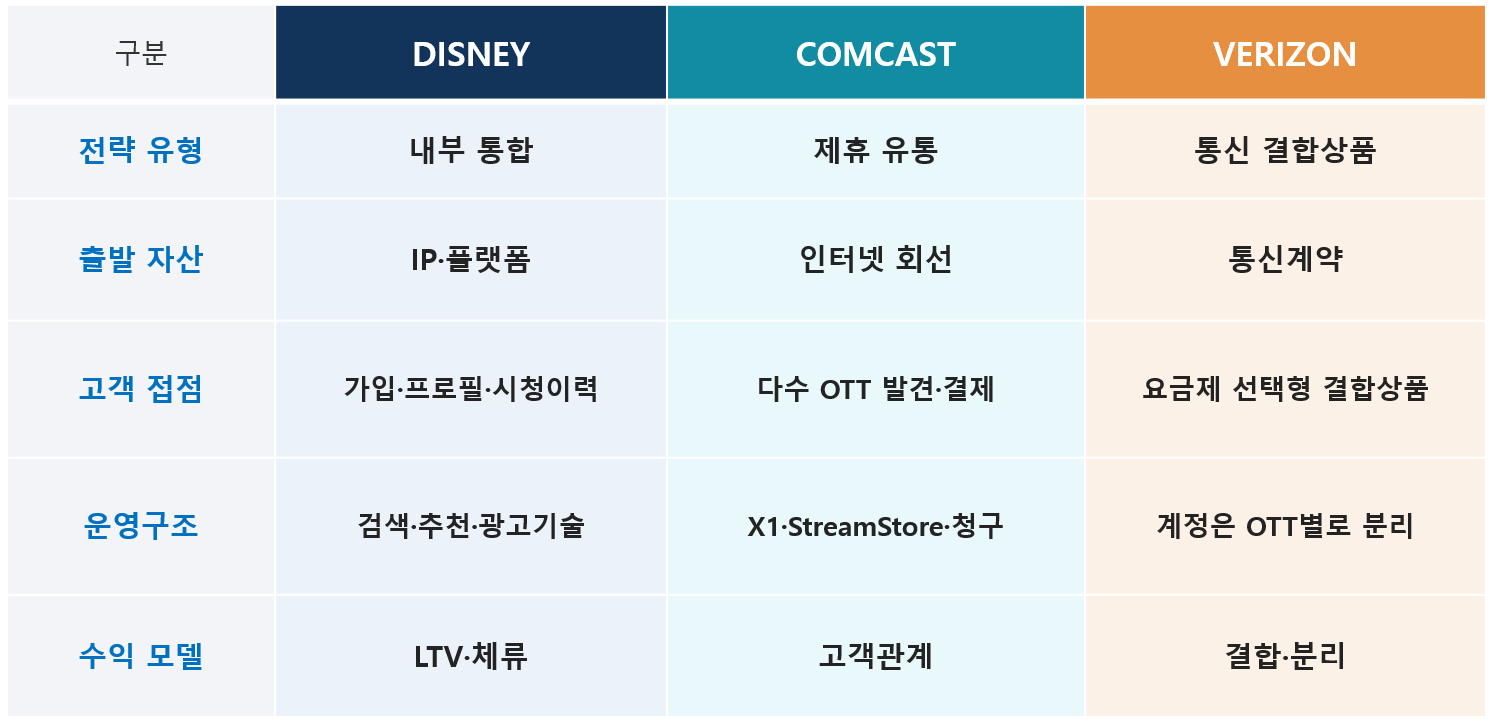 구분 DISNEY COMCAST VERIZON
전략 유형 내부 통합 제휴 유통 통신 결합상품
출발 자산 IP·플랫폼 인터넷 회선 통신계약
고객 접점 가입·프로필·시청이력 다수 OTT 발견·결제 요금제 선택형 결합상품
운영구조 검색·추천·광고기술 X1·StreamStore·청구 계정은 OTT별로 분리
수익 모델 LTV·체류 고객관계 결합·분리